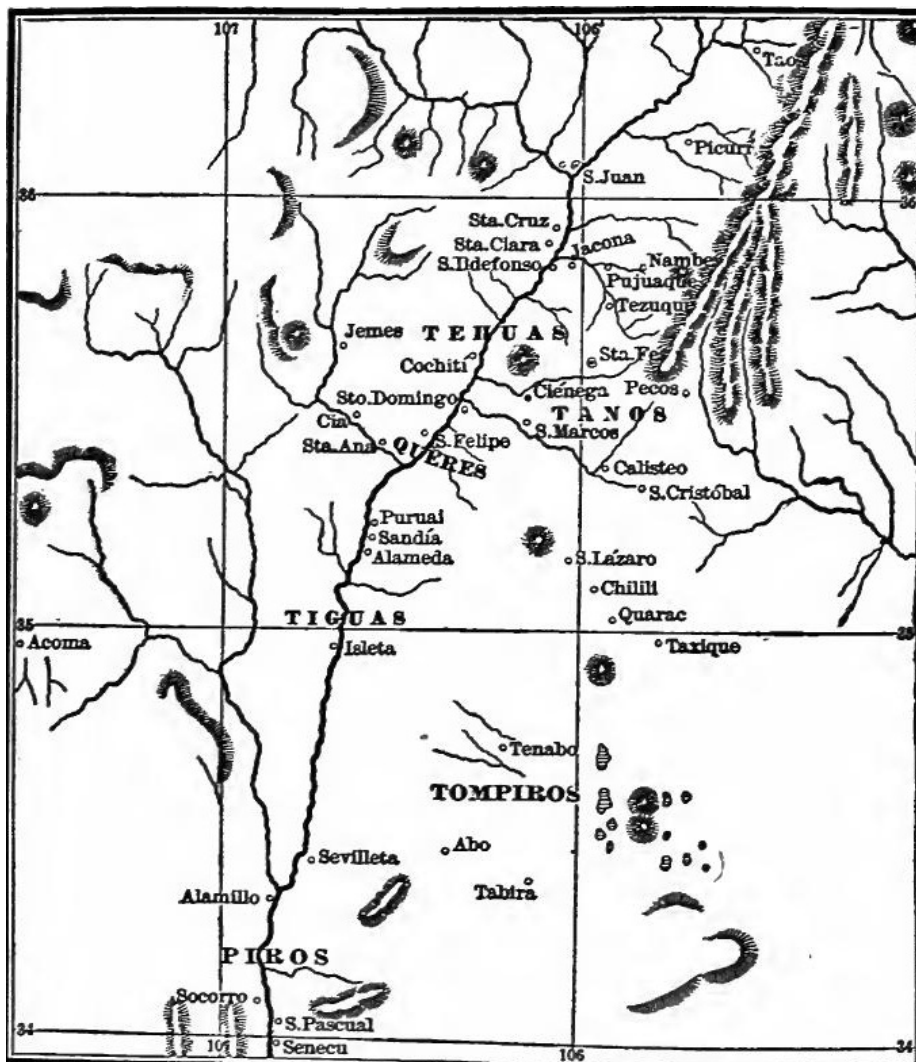 107
106
Tao
Picuri
S. Juan
36
36
Sta. Cruz
Sta. Clara
Jacona
S. Ildefonso
Nambe
Pujuaque
Tezuque
Jemes
TEHUAS
Cochiti
Sta. Fe
Sto. Domingo
Ciénega
Pecos
Cia
TANOS
S. Marcos
Sta. Ana
S. Felipe
QUERES
Calisteo
S. Cristóbal
Puruai
Sandía
Alameda
S. Lázaro
Chilili
TIGUAS
Quarac
35
35
Acoma
Isleta
Taxique
Tenabo
TOMPIROS
Sevilleta
Abo
Alamillo
Tabira
PIROS
Socorro
S. Pascual
34
34
107
Senecu
106